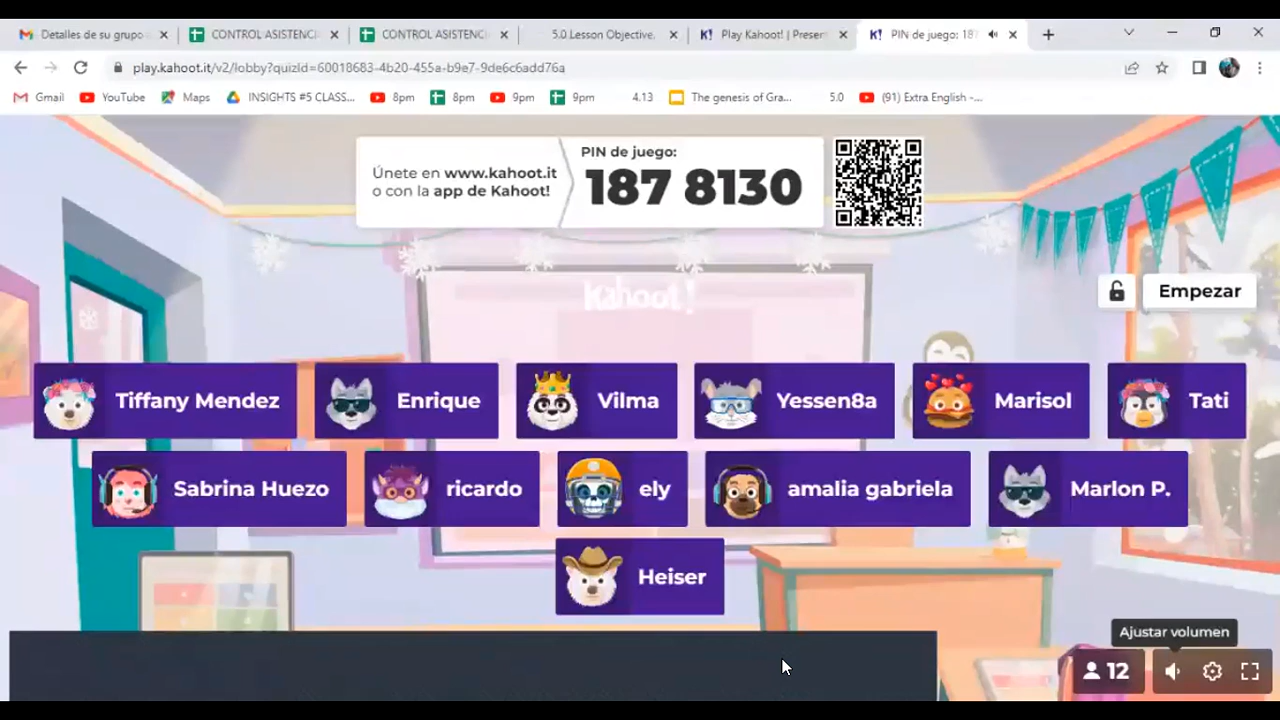 Detalles de su grupo
CONTROL ASISTENCI
CONTROL ASISTENCI
5.0 Lesson Objective.
Play Kahoot! | Present
PIN de juego: 187
play.kahoot.it/v2/lobby?quizId=60018683-4b20-455a-b9e7-9de6c6add76a
Gmail
YouTube
Maps
INSIGHTS #5 CLASS...
8pm
8pm
9pm
9pm
4.13
The genesis of Gra...
5.0
(91) Extra English -...
Únete en www.kahoot.it
o con la app de Kahoot!
PIN de juego:
187 8130
Kahoot!
Empezar
Tiffany Mendez
Enrique
Vilma
Yessen8a
Marisol
Tati
Sabrina Huezo
ricardo
ely
amalia gabriela
Marlon P.
Heiser
Ajustar volumen
12